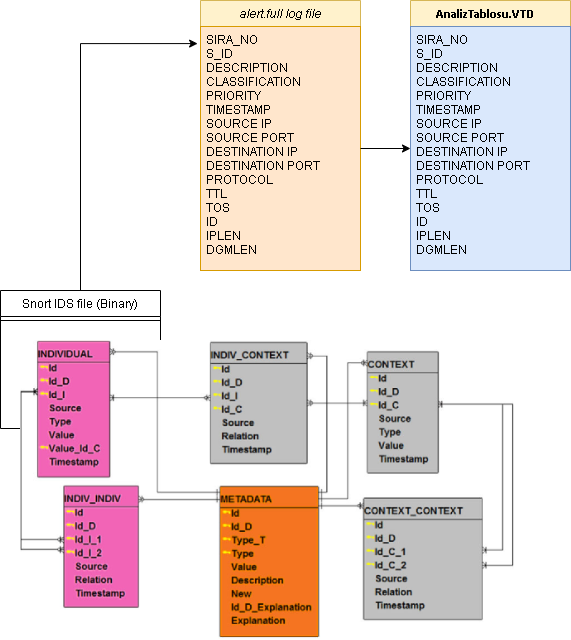 alert.full log file
SIRA_NO
S_ID
DESCRIPTION
CLASSIFICATION
PRIORITY
TIMESTAMP
SOURCE IP
SOURCE PORT
DESTINATION IP
DESTINATION PORT
PROTOCOL
TTL
TOS
ID
IPLEN
DGMLEN
AnalizTablosu.VTD
SIRA_NO
S_ID
DESCRIPTION
CLASSIFICATION
PRIORITY
TIMESTAMP
SOURCE IP
SOURCE PORT
DESTINATION IP
DESTINATION PORT
PROTOCOL
TTL
TOS
ID
IPLEN
DGMLEN
Snort IDS file (Binary)
INDIVIDUAL
Id
Id_D
Id_I
Source
Type
Value
Value_Id_C
Timestamp
INDIV_CONTEXT
Id
Id_D
Id_I
Id_C
Source
Relation
Timestamp
CONTEXT
Id
Id_D
Id_C
Source
Type
Value
Timestamp
INDIV_INDIV
Id
Id_D
Id_I_1
Id_I_2
Source
Relation
Timestamp
METADATA
Id
Id_D
Type_T
Type
Value
Description
New
Id_D_Explanation
Explanation
CONTEXT_CONTEXT
Id
Id_D
Id_C_1
Id_C_2
Source
Relation
Timestamp